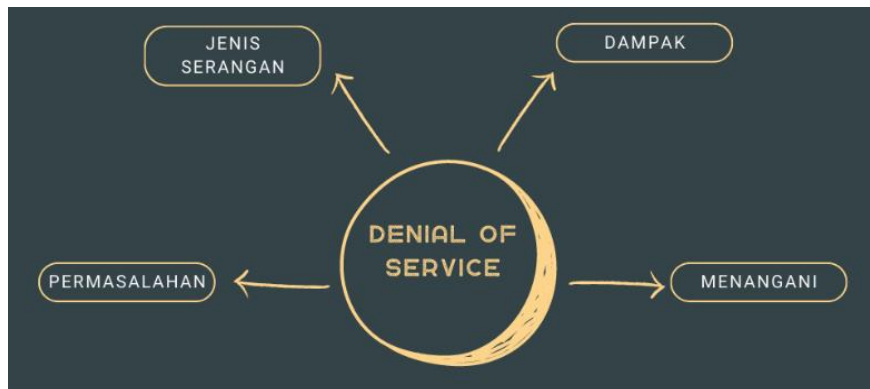 JENIS
SERANGAN
DAMPAK
DENIAL OF
SERVICE
PERMASALAHAN
MENANGANI